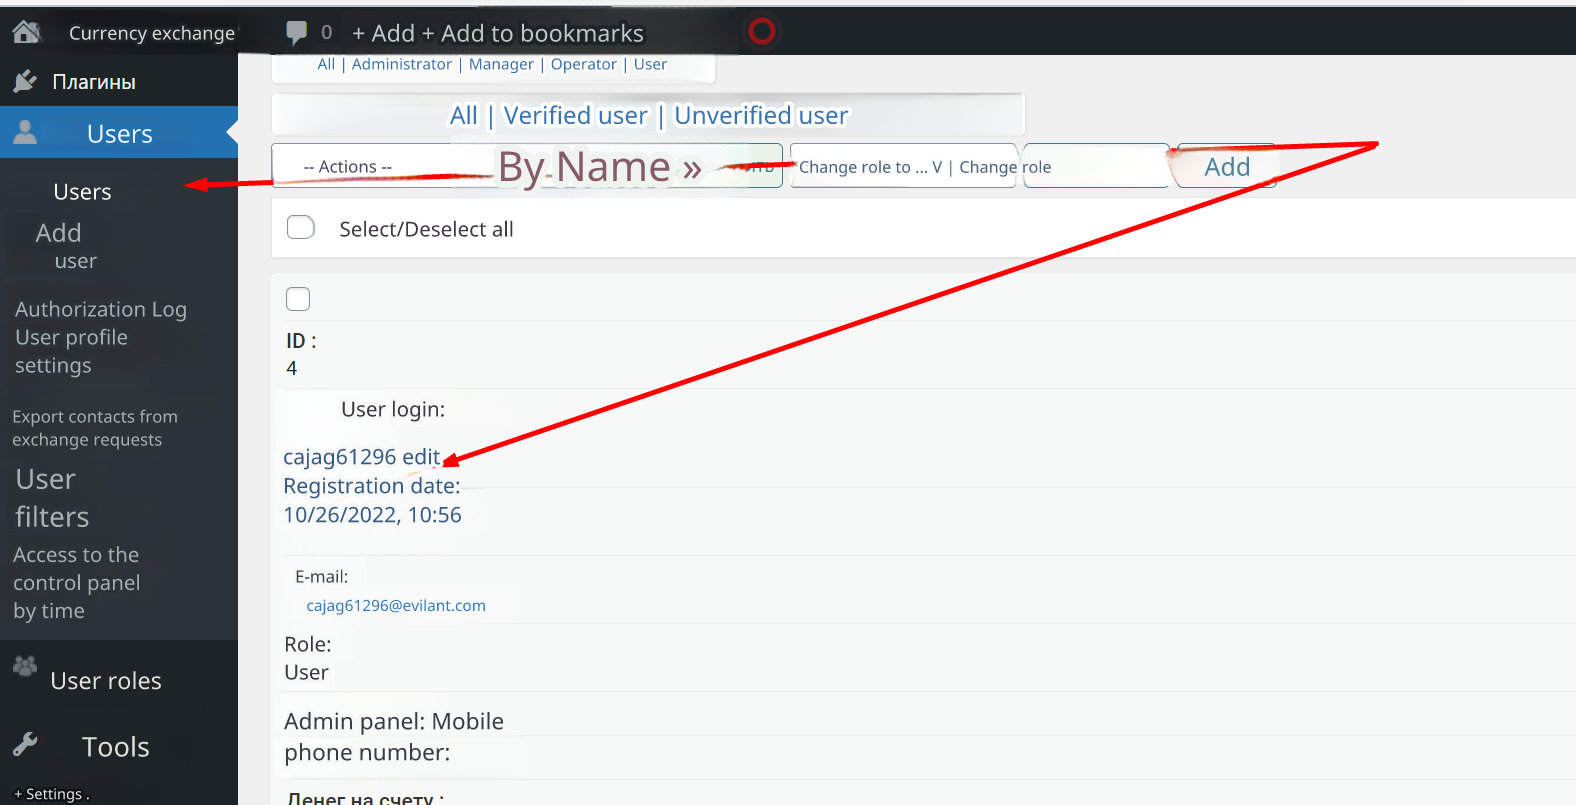 Currency exchange
0
+ Add + Add to bookmarks
Плагины
Users
Users
Add
user
Authorization Log
User profile
settings
Export contacts from
exchange requests
User
filters
Access to the
control panel
by time
User roles
Tools
+ Settings .
All | Administrator | Manager | Operator | User
All | Verified user | Unverified user
-- Actions --
By Name »
Change role to ... V | Change role
Add
Select/Deselect all
ID :
4
User login:
cajag61296 edit
Registration date:
10/26/2022, 10:56
E-mail:
cajag61296@evilant.com
Role:
User
Admin panel: Mobile
phone number:
Денег на счету :